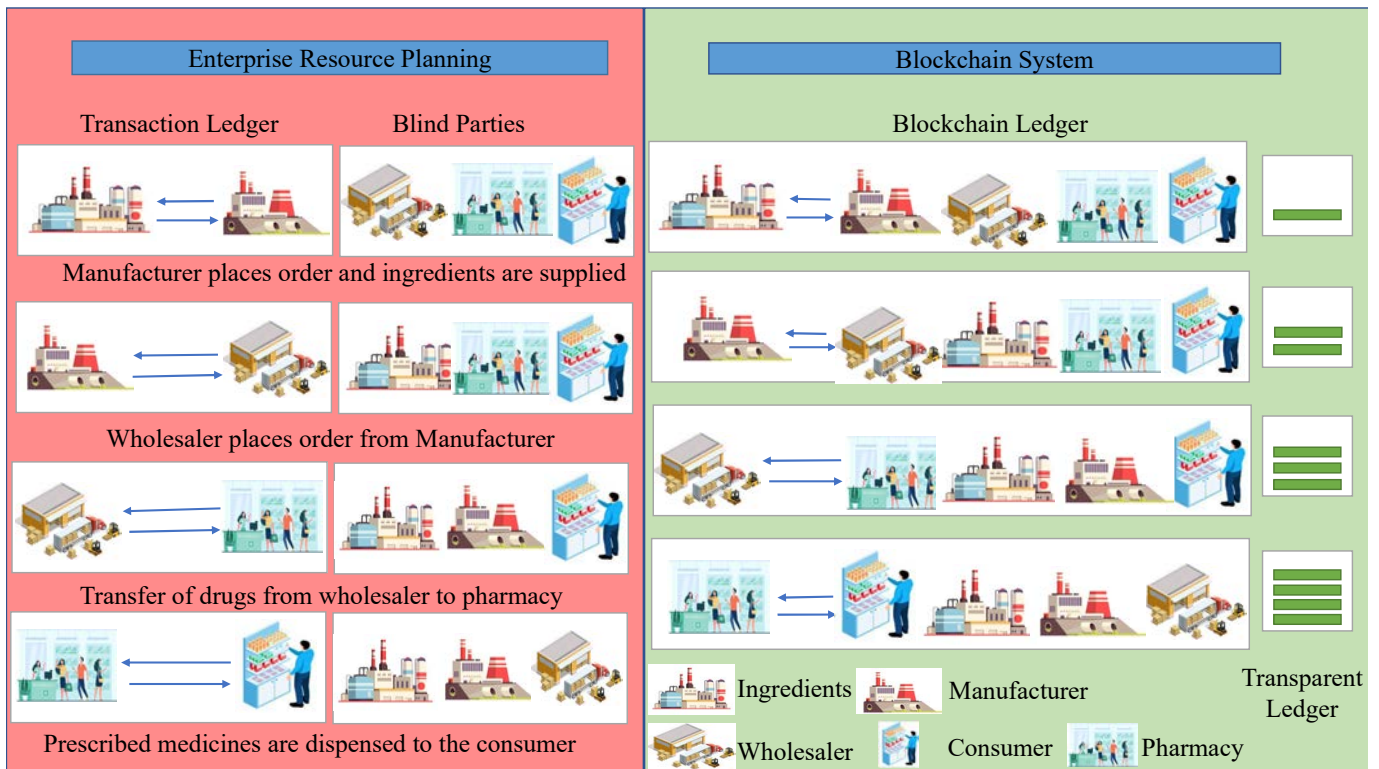 Enterprise Resource Planning
Transaction Ledger
Blind Parties
Manufacturer places order and ingredients are supplied
Wholesaler places order from Manufacturer
Transfer of drugs from wholesaler to pharmacy
Prescribed medicines are dispensed to the consumer
Blockchain System
Blockchain Ledger
Ingredients
Manufacturer
Wholesaler
Consumer
Pharmacy
Transparent
Ledger